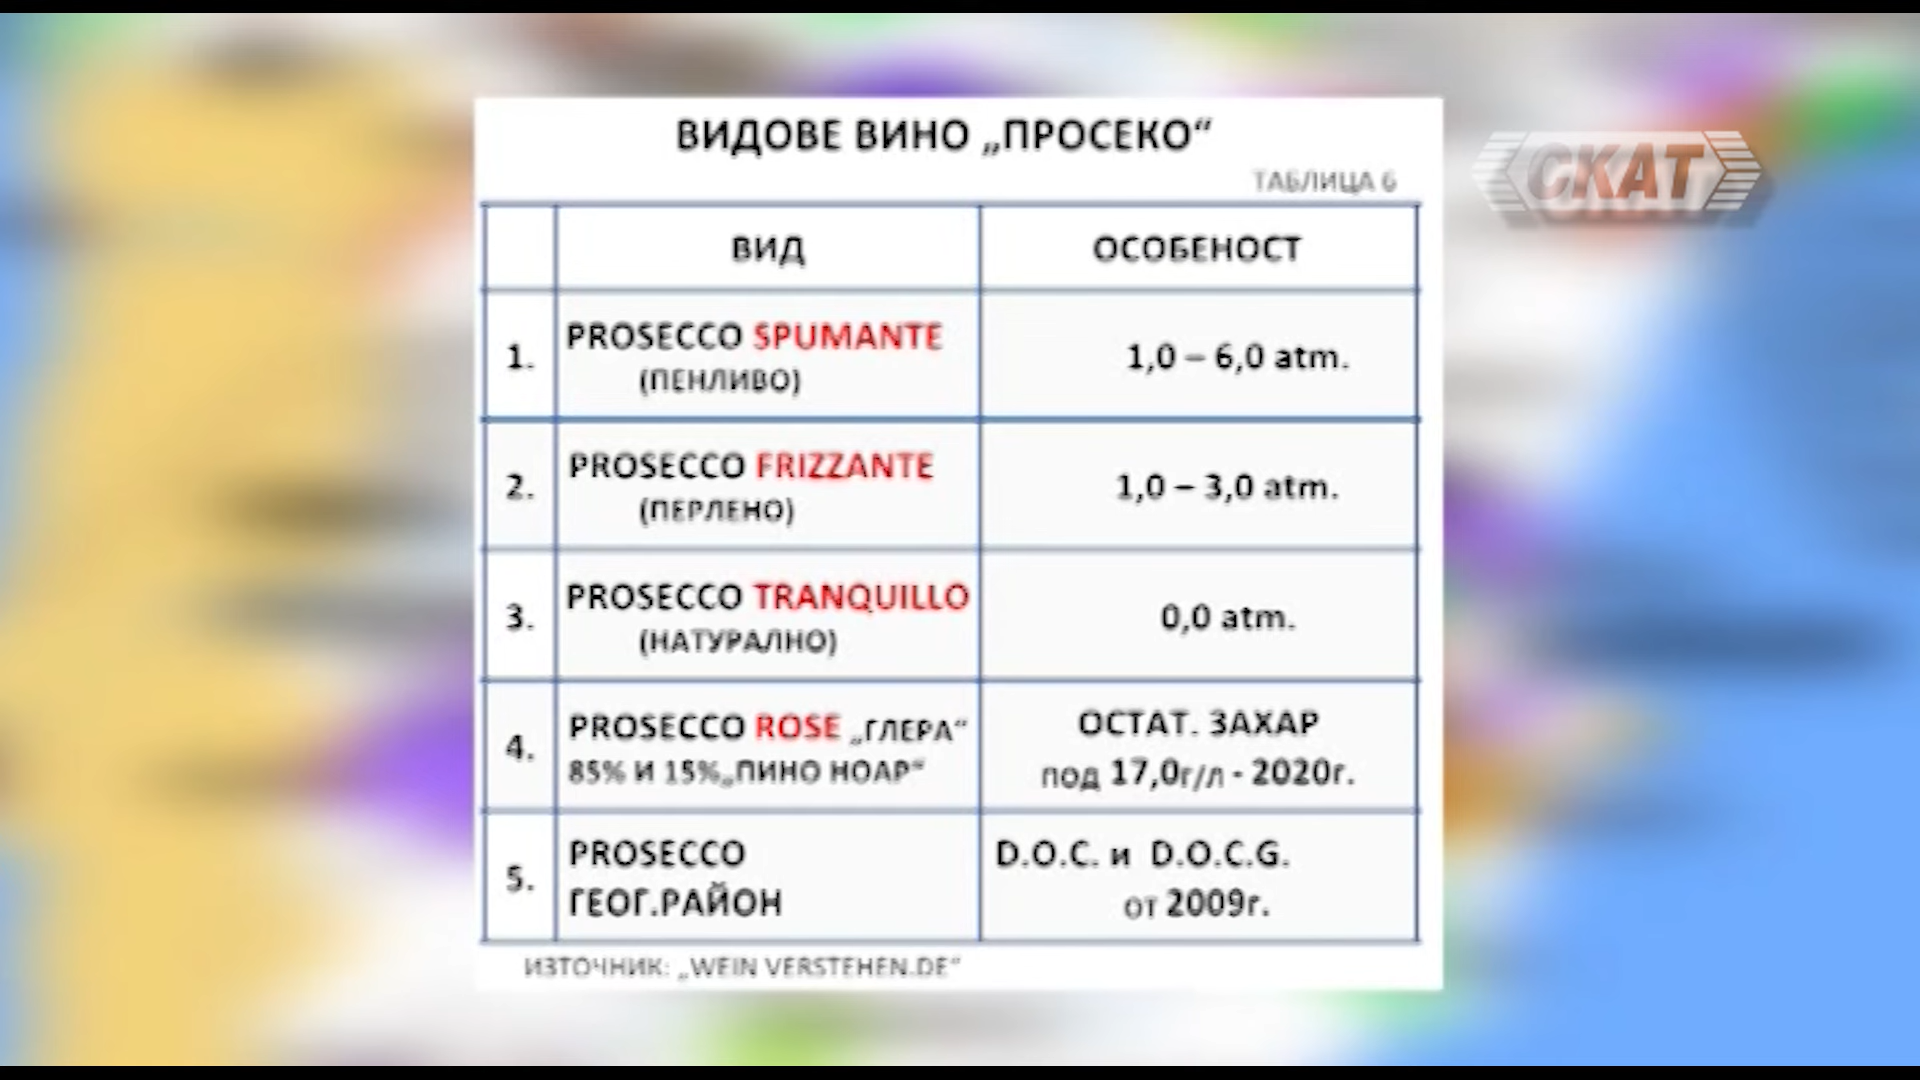 ВИДОВЕ ВИНО „ПРОСЕКО“
ТАБЛИЦА 6
СКАТ
ВИД ОСОБЕНОСТ
1. PROSECCO SPUMANTE
(ПЕНЛИВО)
1,0 – 6,0 atm.
2. PROSECCO FRIZZANTE
(ПЕРЛЕНО)
1,0 – 3,0 atm.
3. PROSECCO TRANQUILLO
(НАТУРАЛНО)
0,0 atm.
4. PROSECCO ROSE „ГЛЕРА“
85% И 15%„ПИНО НОАР“
ОСТАТ. ЗАХАР
под 17,0г/л - 2020г.
5. PROSECCO
ГЕОГ.РАЙОН
D.O.C. и D.O.C.G.
от 2009г.
ИЗТОЧНИК: „WEIN VERSTEHEN.DE“